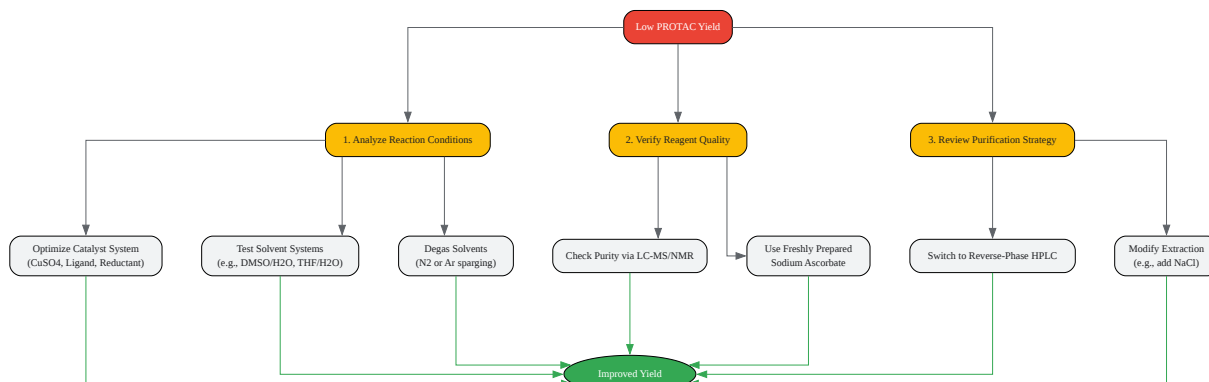 Low PROTAC Yield
1. Analyze Reaction Conditions
2. Verify Reagent Quality
3. Review Purification Strategy
Optimize Catalyst System
(CuSO4, Ligand, Reductant)
Test Solvent Systems
(e.g., DMSO/H2O, THF/H2O)
Degas Solvents
(N2 or Ar sparging)
Check Purity via LC-MS/NMR
Use Freshly Prepared
Sodium Ascorbate
Switch to Reverse-Phase HPLC
Modify Extraction
(e.g., add NaCl)
Improved Yield